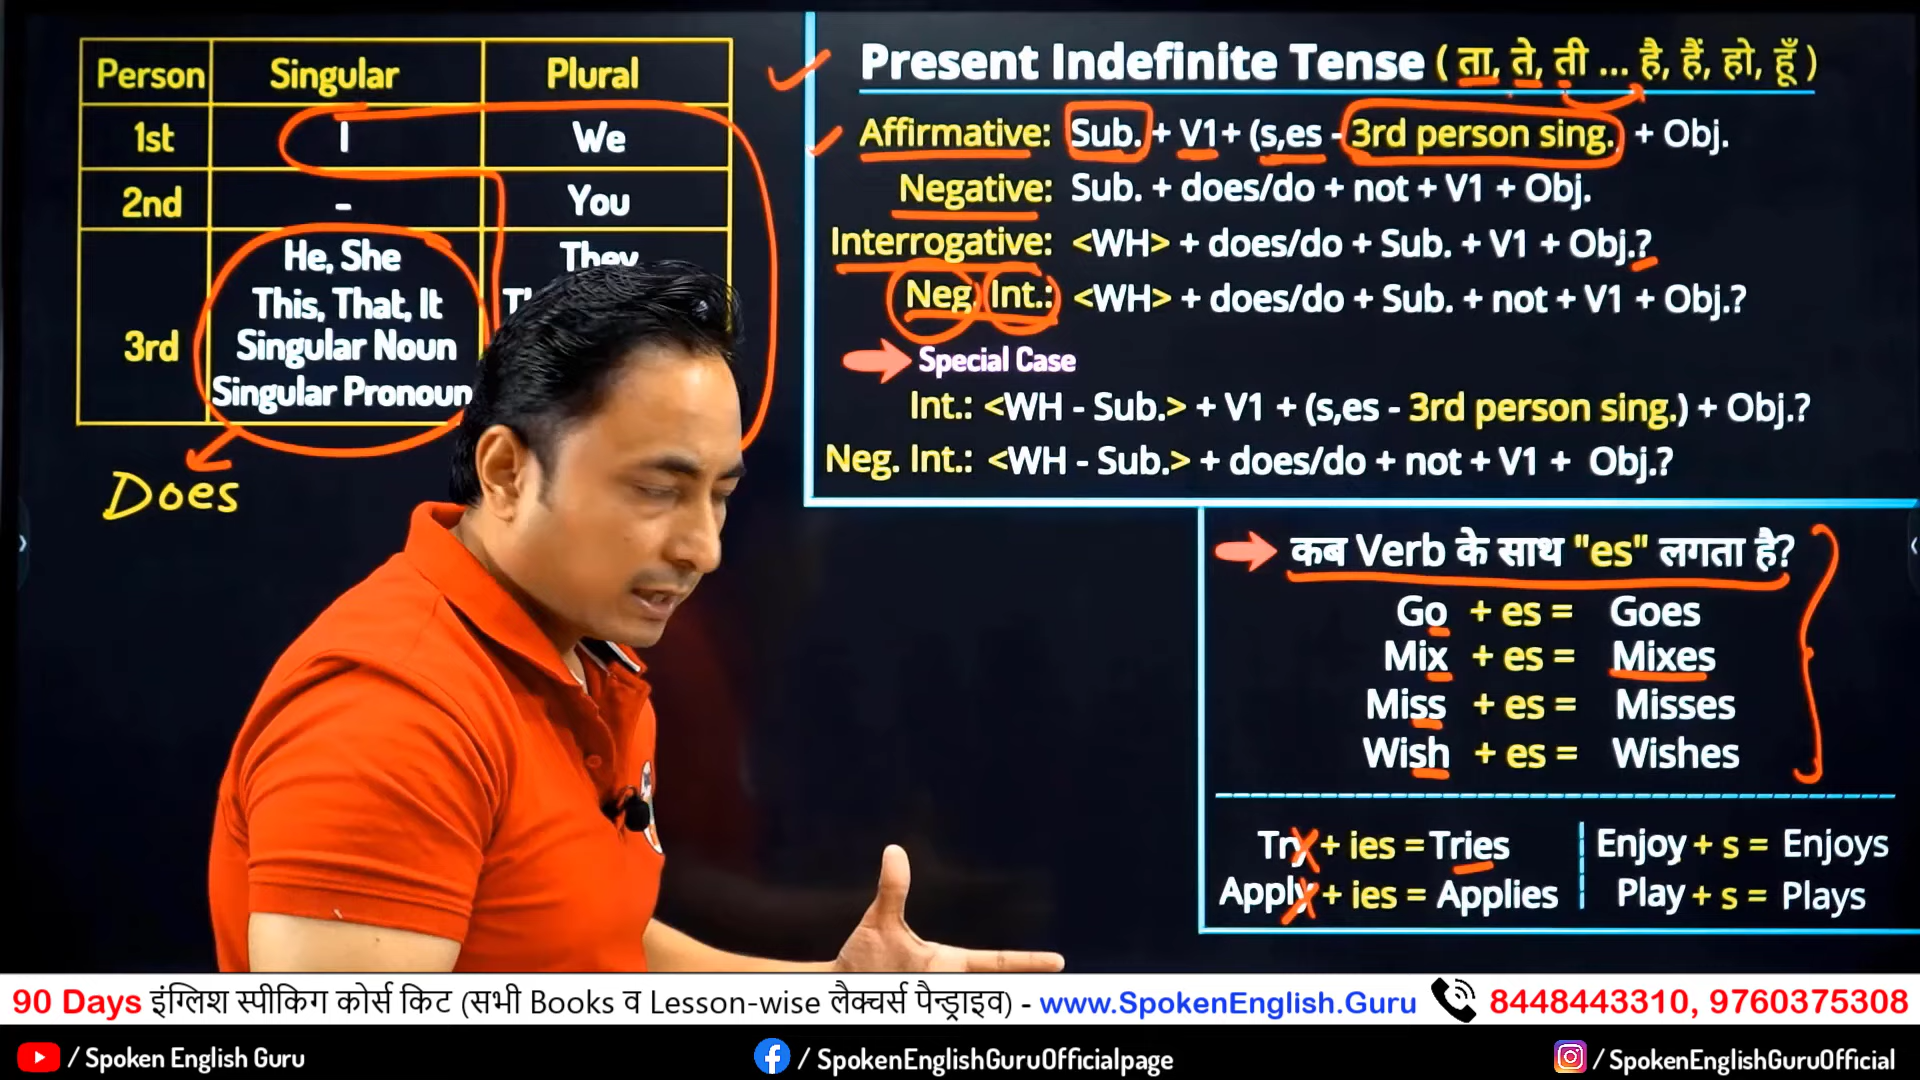 Person Singular Plural
1st I We
2nd - You
3rd
He, She
This, That, It
Singular Noun
Singular Pronoun
They
Does
Present Indefinite Tense ( ता, ते, ती ... है, हैं, हो, हूँ )
Affirmative: Sub. + V1+ (s,es - 3rd person sing. + Obj.
Negative: Sub. + does/do + not + V1 + Obj.
Interrogative: <WH> + does/do + Sub. + V1 + Obj.?
Neg. Int.: <WH> + does/do + Sub. + not + V1 + Obj.?
Special Case
Int.: <WH - Sub.> + V1 + (s,es - 3rd person sing.) + Obj.?
Neg. Int.: <WH - Sub.> + does/do + not + V1 + Obj.?
कब Verb के साथ "es" लगता है?
Go + es = Goes
Mix + es = Mixes
Miss + es = Misses
Wish + es = Wishes
Try + ies = Tries
Apply + ies = Applies
Enjoy + s = Enjoys
Play + s = Plays
90 Days इंग्लिश स्पीकिग कोर्स किट (सभी Books व Lesson-wise लैक्चर्स पैन्ड्राइव) - www.SpokenEnglish.Guru 8448443310, 9760375308
/ Spoken English Guru / SpokenEnglishGuruOfficialpage / SpokenEnglishGuruOfficial